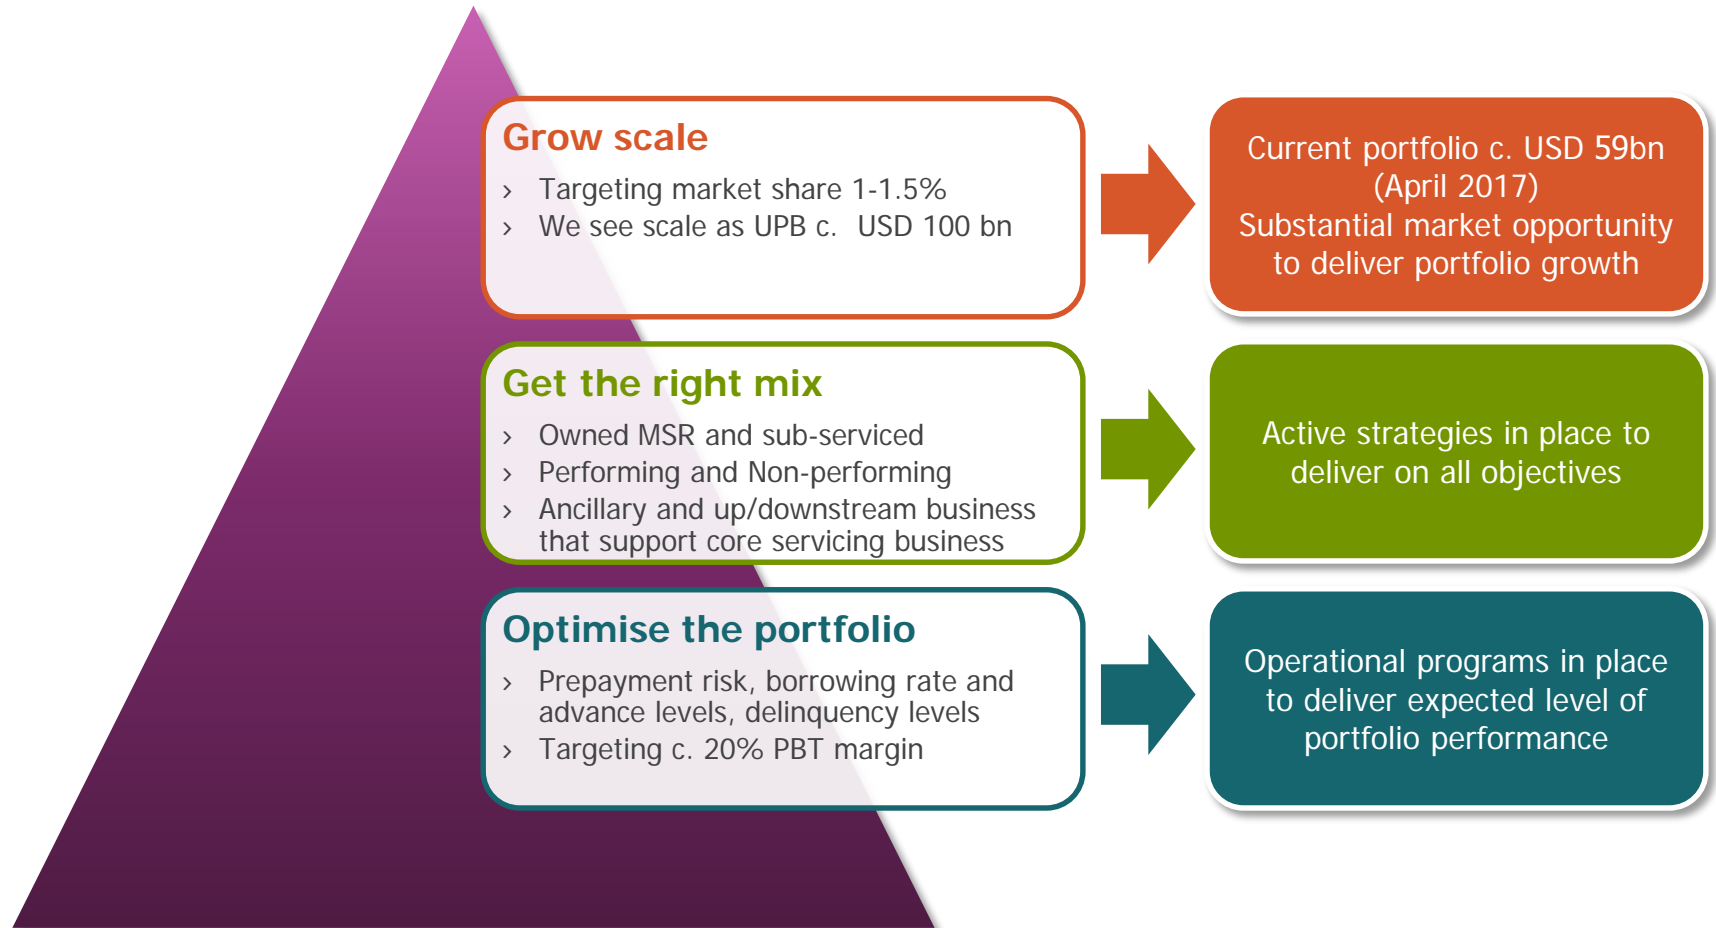 Grow scale
› Targeting market share 1-1.5%
› We see scale as UPB c. USD 100 bn
Current portfolio c. USD 59bn
(April 2017)
Substantial market opportunity
to deliver portfolio growth
Get the right mix
› Owned MSR and sub-serviced
› Performing and Non-performing
› Ancillary and up/downstream business
that support core servicing business
Active strategies in place to
deliver on all objectives
Optimise the portfolio
› Prepayment risk, borrowing rate and
advance levels, delinquency levels
› Targeting c. 20% PBT margin
Operational programs in place
to deliver expected level of
portfolio performance